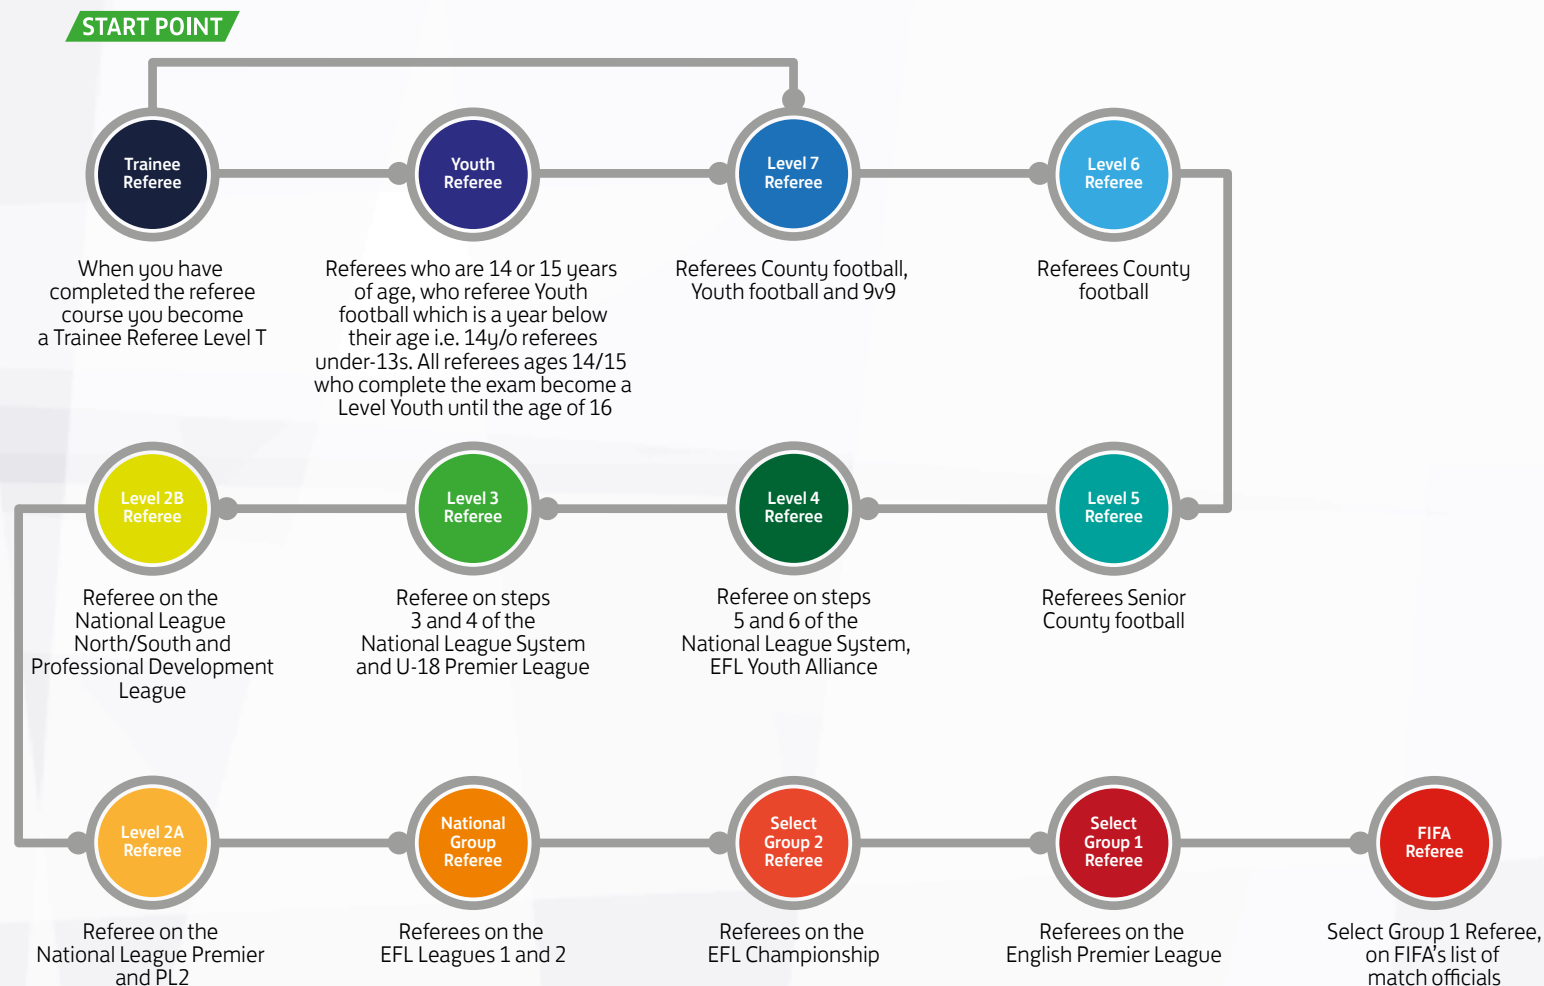 START POINT
Trainee
Referee
Youth
Referee
Level 7
Referee
Level 6
Referee
When you have
completed the referee
course you become
a Trainee Referee Level T
Referees who are 14 or 15 years
of age, who referee Youth
football which is a year below
their age i.e. 14y/o referees
under-13s. All referees ages 14/15
who complete the exam become a
Level Youth until the age of 16
Referees County football,
Youth football and 9v9
Referees County
football
Level 2B
Referee
Level 3
Referee
Level 4
Referee
Level 5
Referee
Referee on the
National League
North/South and
Professional Development
League
Referee on steps
3 and 4 of the
National League System
and U-18 Premier League
Referee on steps
5 and 6 of the
National League System,
EFL Youth Alliance
Referees Senior
County football
Level 2A
Referee
National
Group
Referee
Select
Group 2
Referee
Select
Group 1
Referee
FIFA
Referee
Referee on the
National League Premier
and PL2
Referees on the
EFL Leagues 1 and 2
Referees on the
EFL Championship
Referees on the
English Premier League
Select Group 1 Referee,
on FIFA's list of
match officials